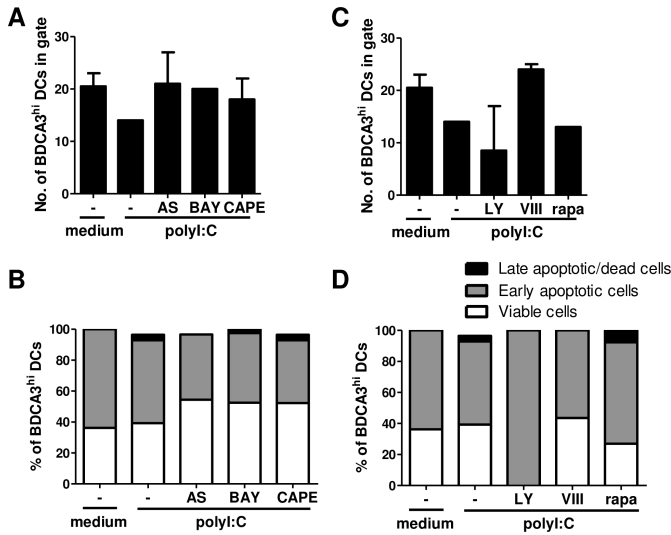 A
No. of BDCA3hi DCs in gate
30
20
10
0
- - AS BAY CAPE
medium polyI:C
C
No. of BDCA3hi DCs in gate
30
20
10
0
- - LY VIII rapa
medium polyI:C
B
% of BDCA3hi DCs
100
80
60
40
20
0
- - AS BAY CAPE
medium polyI:C
D
Late apoptotic/dead cells
Early apoptotic cells
Viable cells
% of BDCA3hi DCs
100
80
60
40
20
0
- - LY VIII rapa
medium polyI:C